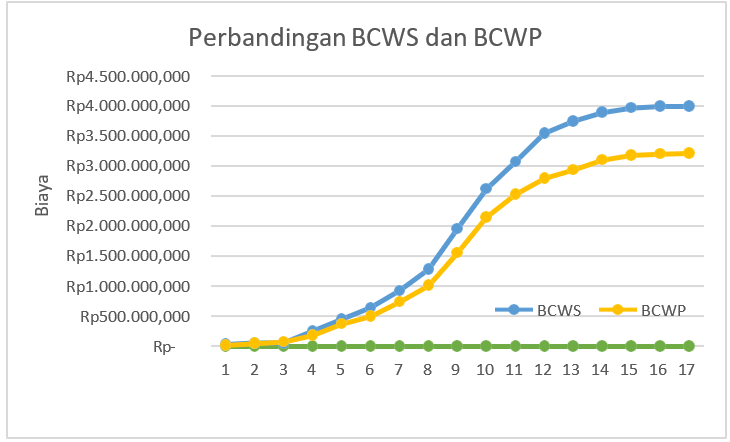 Perbandingan BCWS dan BCWP
Rp4.500.000,000
Rp4.000.000,000
Rp3.500.000,000
Rp3.000.000,000
Rp2.500.000,000
Rp2.000.000,000
Rp1.500.000,000
Rp1.000.000,000
Rp500.000,000
Rp-
Biaya
BCWS BCWP
1 2 3 4 5 6 7 8 9 10 11 12 13 14 15 16 17